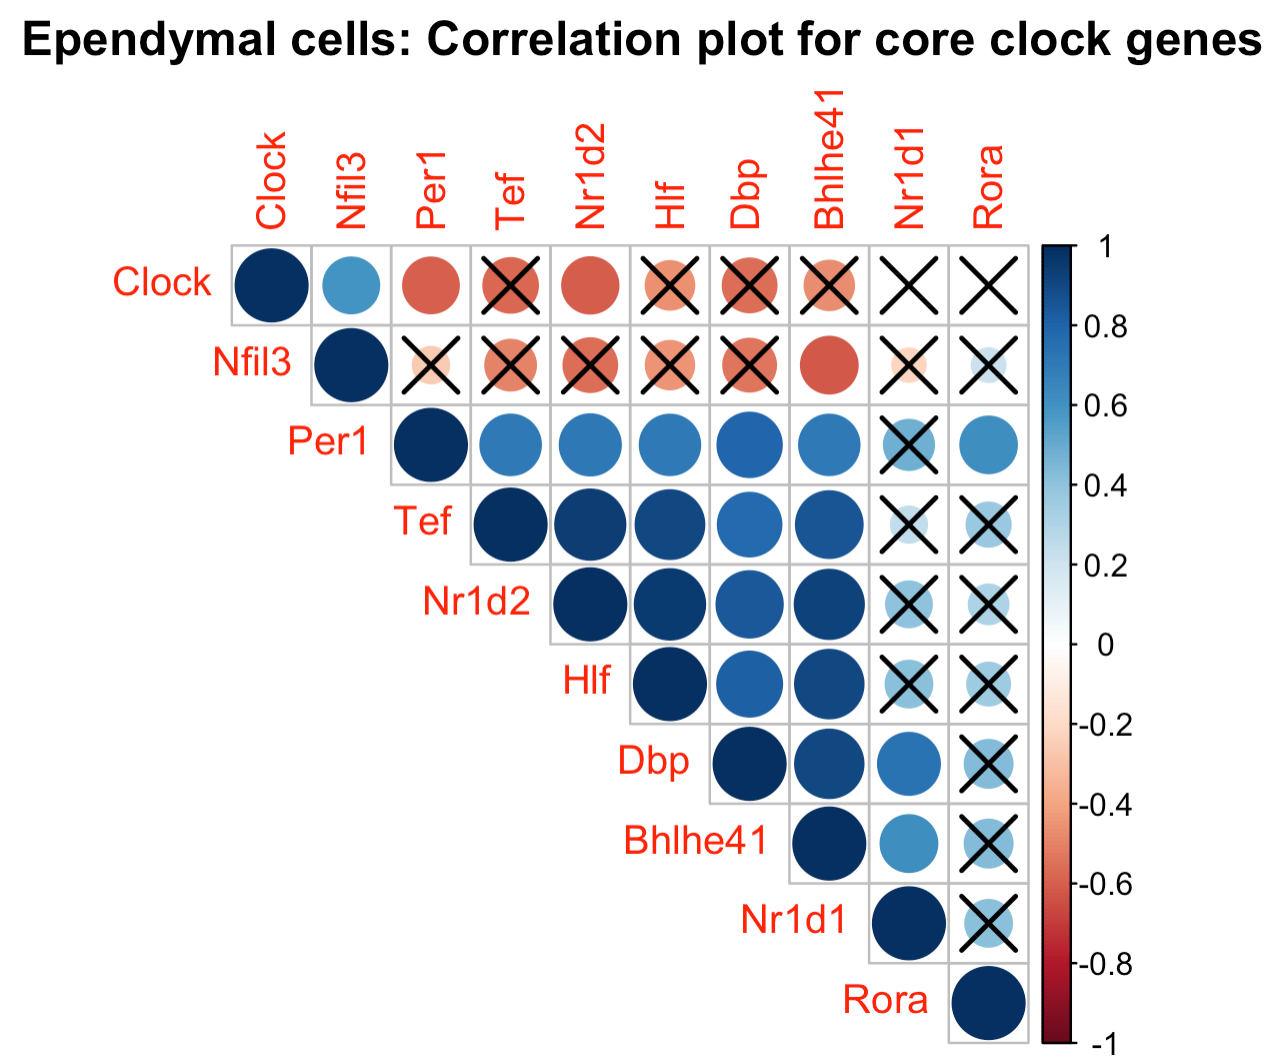 Ependymal cells: Correlation plot for core clock genes
Clock
Nfil3
Per1
Tef
Nr1d2
Hlf
Dbp
Bhlhe41
Nr1d1
Rora
Clock
Nfil3
Per1
Tef
Nr1d2
Hlf
Dbp
Bhlhe41
Nr1d1
Rora
1
0.8
0.6
0.4
0.2
0
-0.2
-0.4
-0.6
-0.8
-1